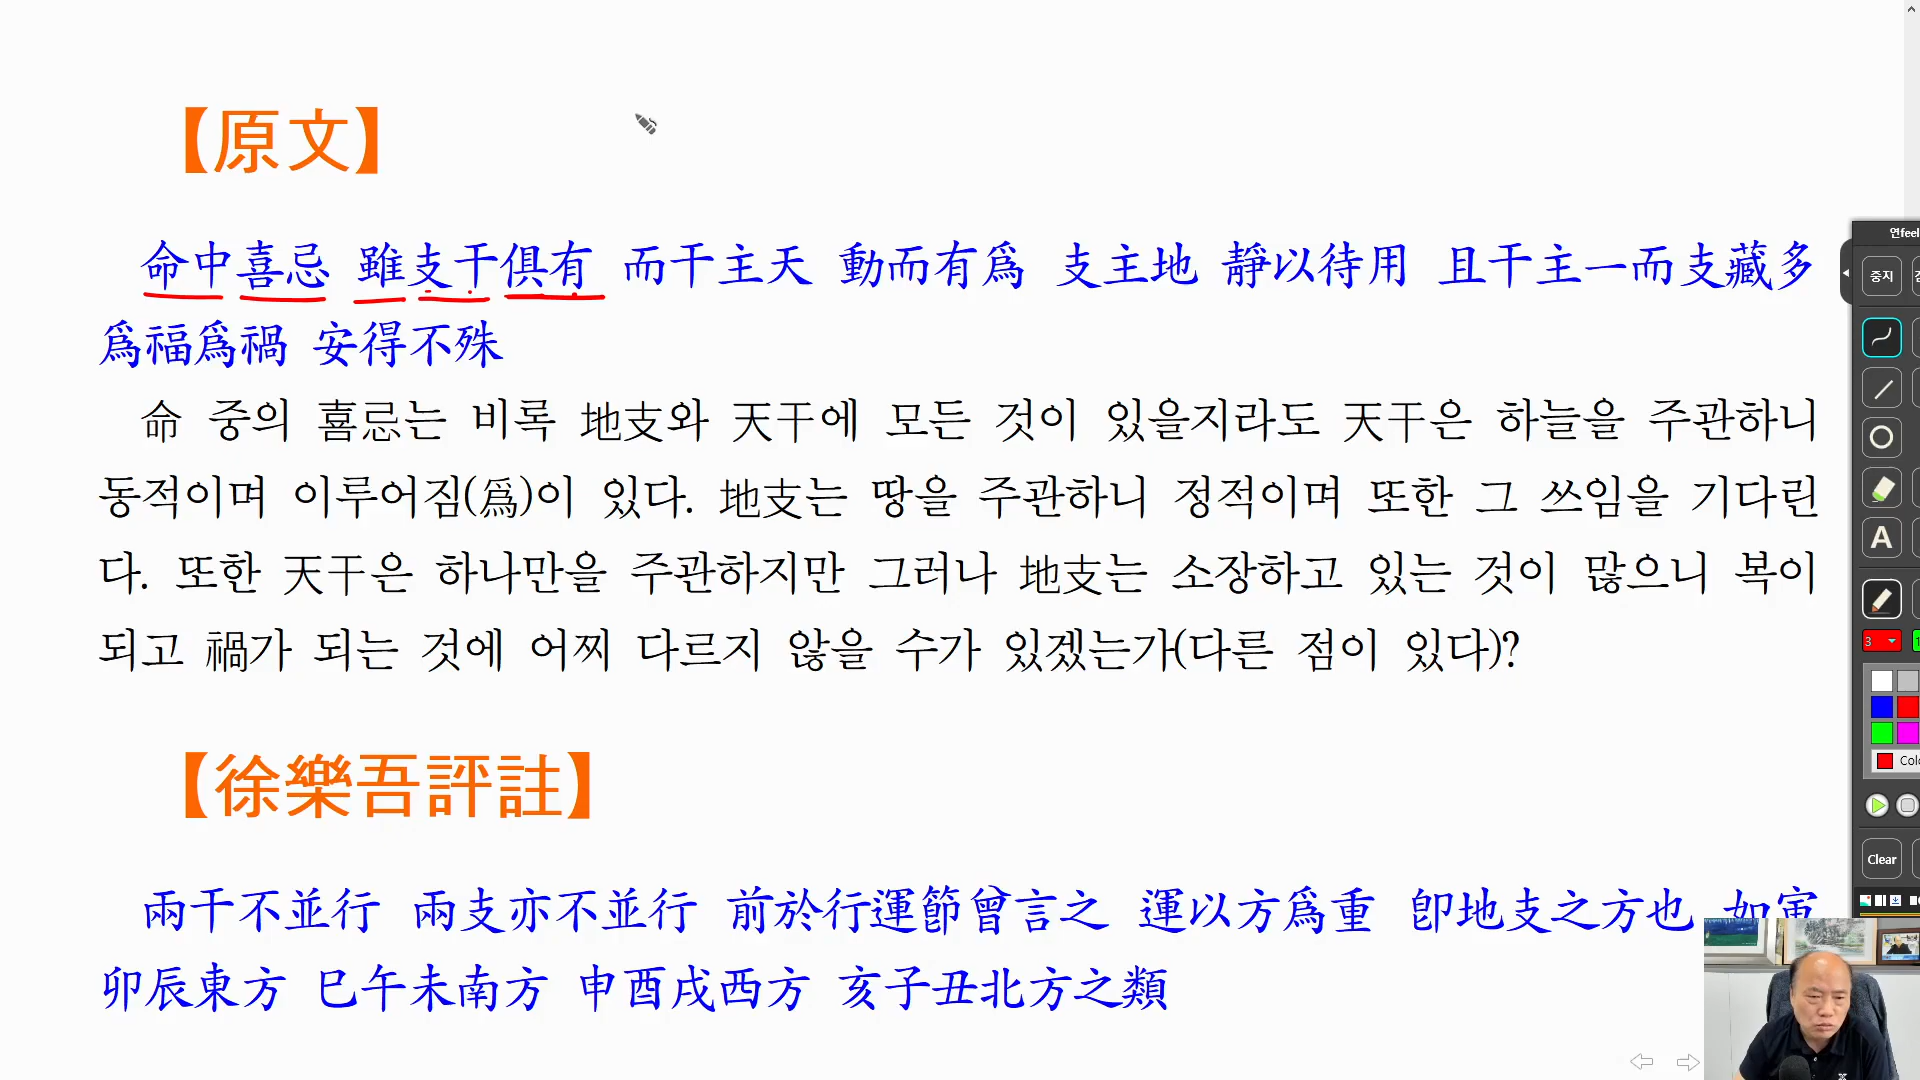 【原文】
命中喜忌 雖支干俱有 而干主天 動而有爲 支主地 靜以待用 且干主一而支藏多
爲福爲禍 安得不殊
命 중의 喜忌는 비록 地支와 天干에 모든 것이 있을지라도 天干은 하늘을 주관하니
동적이며 이루어짐(爲)이 있다. 地支는 땅을 주관하니 정적이며 또한 그 쓰임을 기다린
다. 또한 天干은 하나만을 주관하지만 그러나 地支는 소장하고 있는 것이 많으니 복이
되고 禍가 되는 것에 어찌 다르지 않을 수가 있겠는가(다른 점이 있다)?
【徐樂吾評註】
兩干不並行 兩支亦不並行 前於行運節曾言之 運以方爲重 卽地支之方也 如寅
卯辰東方 巳午未南方 申酉戌西方 亥子丑北方之類
연feel
중지
A
3
Clear